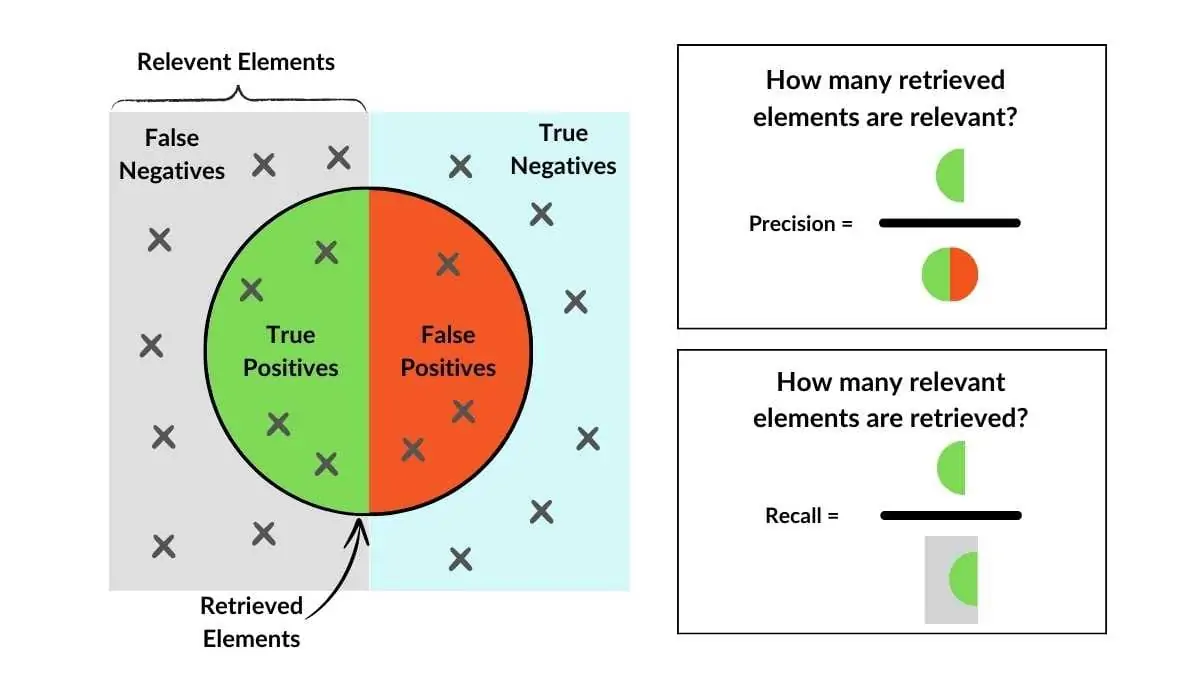 Relevent Elements
False
Negatives
True
Negatives
True
Positives
False
Positives
Retrieved
Elements
How many retrieved
elements are relevant?
Precision =
How many relevant
elements are retrieved?
Recall =